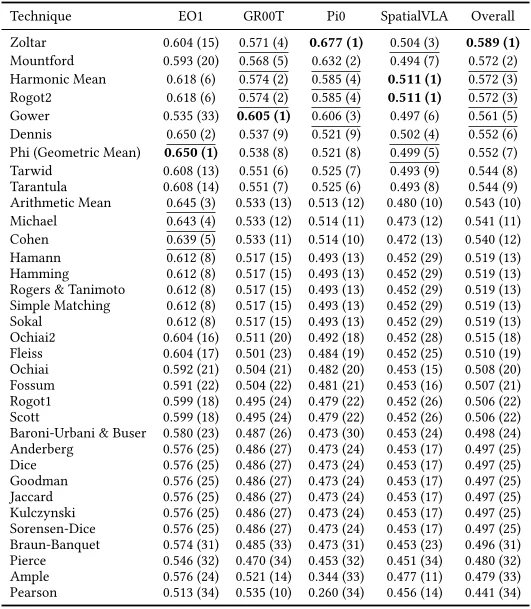 Technique EO1 GR00T Pi0 SpatialVLA Overall
Zoltar 0.604 (15) 0.571 (4) 0.677 (1) 0.504 (3) 0.589 (1)
Mountford 0.593 (20) 0.568 (5) 0.632 (2) 0.494 (7) 0.572 (2)
Harmonic Mean 0.618 (6) 0.574 (2) 0.585 (4) 0.511 (1) 0.572 (3)
Rogot2 0.618 (6) 0.574 (2) 0.585 (4) 0.511 (1) 0.572 (3)
Gower 0.535 (33) 0.605 (1) 0.606 (3) 0.497 (6) 0.561 (5)
Dennis 0.650 (2) 0.537 (9) 0.521 (9) 0.502 (4) 0.552 (6)
Phi (Geometric Mean) 0.650 (1) 0.538 (8) 0.521 (8) 0.499 (5) 0.552 (7)
Tarwid 0.608 (13) 0.551 (6) 0.525 (7) 0.493 (9) 0.544 (8)
Tarantula 0.608 (14) 0.551 (7) 0.525 (6) 0.493 (8) 0.544 (9)
Arithmetic Mean 0.645 (3) 0.533 (13) 0.513 (12) 0.480 (10) 0.543 (10)
Michael 0.643 (4) 0.533 (12) 0.514 (11) 0.473 (12) 0.541 (11)
Cohen 0.639 (5) 0.533 (11) 0.514 (10) 0.472 (13) 0.540 (12)
Hamann 0.612 (8) 0.517 (15) 0.493 (13) 0.452 (29) 0.519 (13)
Hamming 0.612 (8) 0.517 (15) 0.493 (13) 0.452 (29) 0.519 (13)
Rogers & Tanimoto 0.612 (8) 0.517 (15) 0.493 (13) 0.452 (29) 0.519 (13)
Simple Matching 0.612 (8) 0.517 (15) 0.493 (13) 0.452 (29) 0.519 (13)
Sokal 0.612 (8) 0.517 (15) 0.493 (13) 0.452 (29) 0.519 (13)
Ochiai2 0.604 (16) 0.511 (20) 0.492 (18) 0.452 (28) 0.515 (18)
Fleiss 0.604 (17) 0.501 (23) 0.484 (19) 0.452 (25) 0.510 (19)
Ochiai 0.592 (21) 0.504 (21) 0.482 (20) 0.453 (15) 0.508 (20)
Fossum 0.591 (22) 0.504 (22) 0.481 (21) 0.453 (16) 0.507 (21)
Rogot1 0.599 (18) 0.495 (24) 0.479 (22) 0.452 (26) 0.506 (22)
Scott 0.599 (18) 0.495 (24) 0.479 (22) 0.452 (26) 0.506 (22)
Baroni-Urbani & Buser 0.580 (23) 0.487 (26) 0.473 (30) 0.453 (24) 0.498 (24)
Anderberg 0.576 (25) 0.486 (27) 0.473 (24) 0.453 (17) 0.497 (25)
Dice 0.576 (25) 0.486 (27) 0.473 (24) 0.453 (17) 0.497 (25)
Goodman 0.576 (25) 0.486 (27) 0.473 (24) 0.453 (17) 0.497 (25)
Jaccard 0.576 (25) 0.486 (27) 0.473 (24) 0.453 (17) 0.497 (25)
Kulczynski 0.576 (25) 0.486 (27) 0.473 (24) 0.453 (17) 0.497 (25)
Sorensen-Dice 0.576 (25) 0.486 (27) 0.473 (24) 0.453 (17) 0.497 (25)
Braun-Banquet 0.574 (31) 0.485 (33) 0.473 (31) 0.453 (23) 0.496 (31)
Pierce 0.546 (32) 0.470 (34) 0.453 (32) 0.451 (34) 0.480 (32)
Ample 0.576 (24) 0.521 (14) 0.344 (33) 0.477 (11) 0.479 (33)
Pearson 0.513 (34) 0.535 (10) 0.260 (34) 0.456 (14) 0.441 (34)